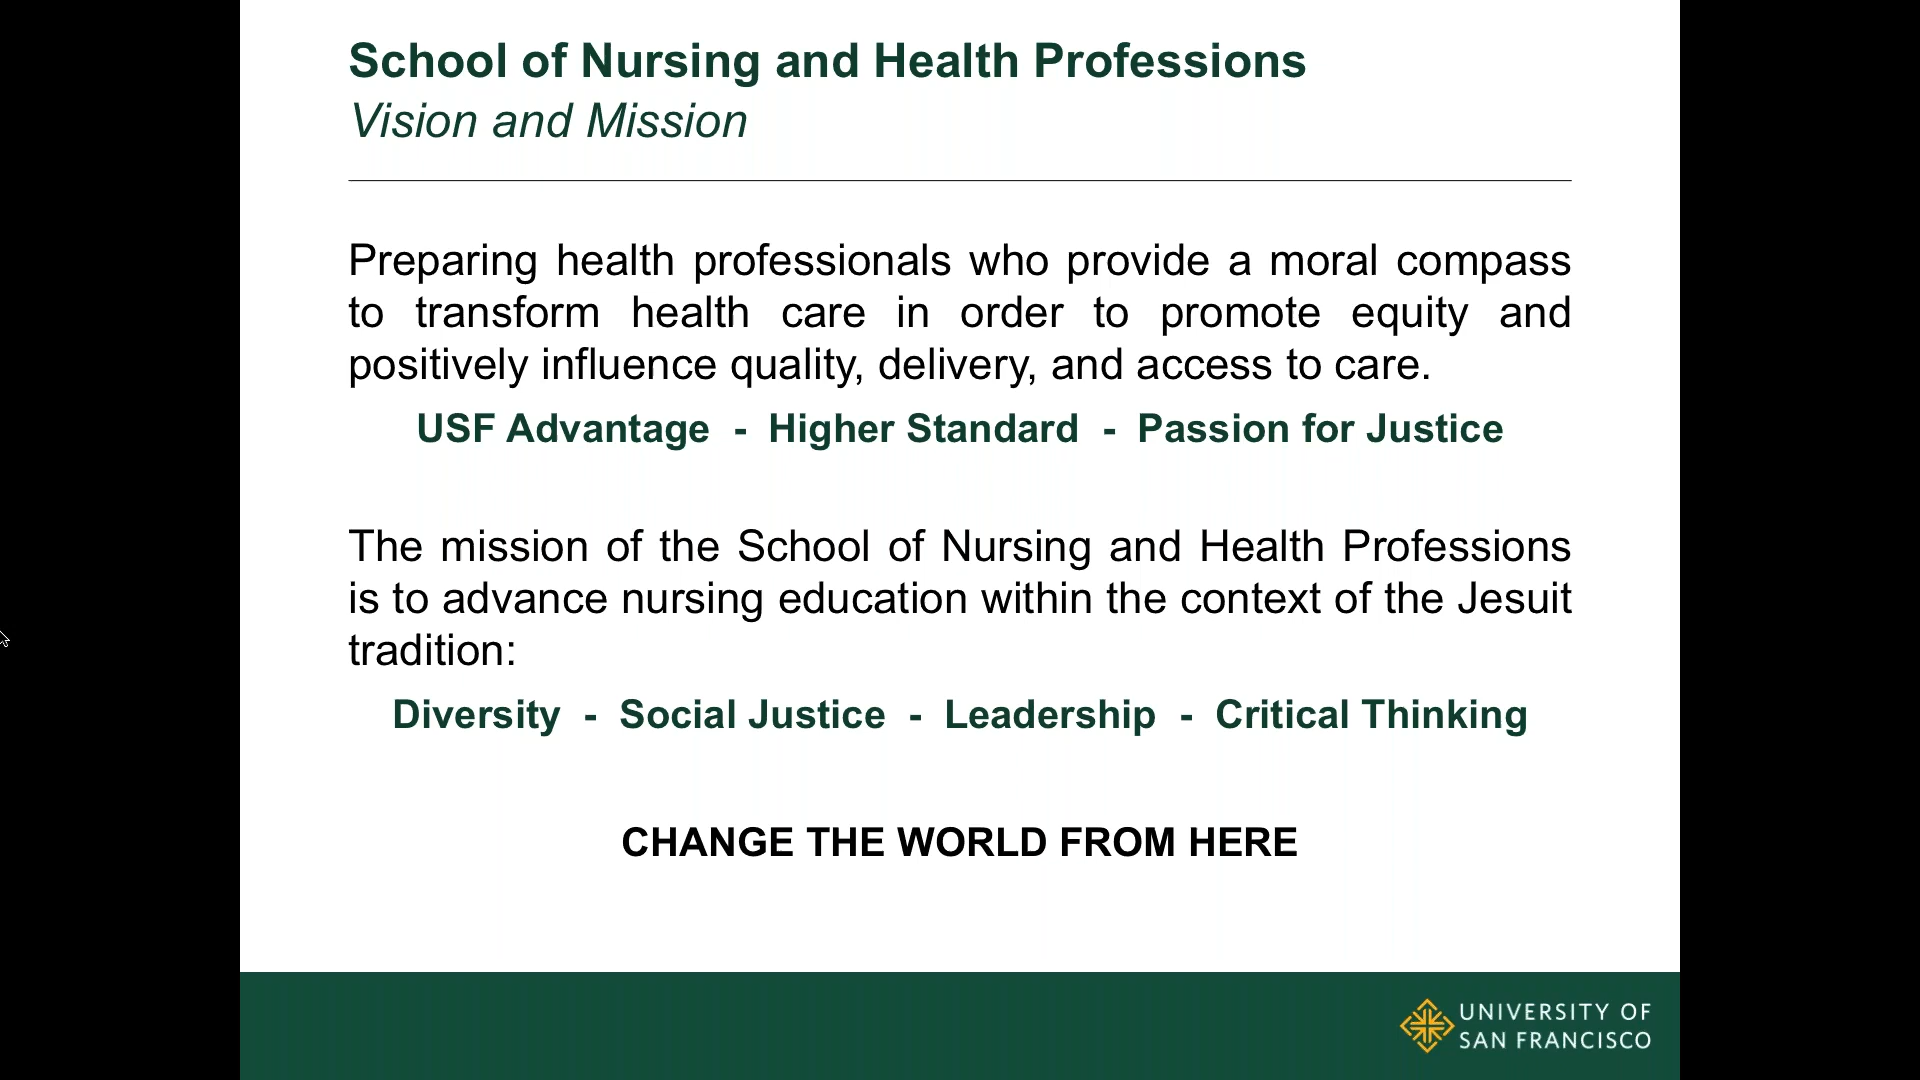 School of Nursing and Health Professions
Vision and Mission
Preparing health professionals who provide a moral compass
to transform health care in order to promote equity and
positively influence quality, delivery, and access to care.
USF Advantage - Higher Standard - Passion for Justice
The mission of the School of Nursing and Health Professions
is to advance nursing education within the context of the Jesuit
tradition:
Diversity - Social Justice - Leadership - Critical Thinking
CHANGE THE WORLD FROM HERE
UNIVERSITY OF
SAN FRANCISCO